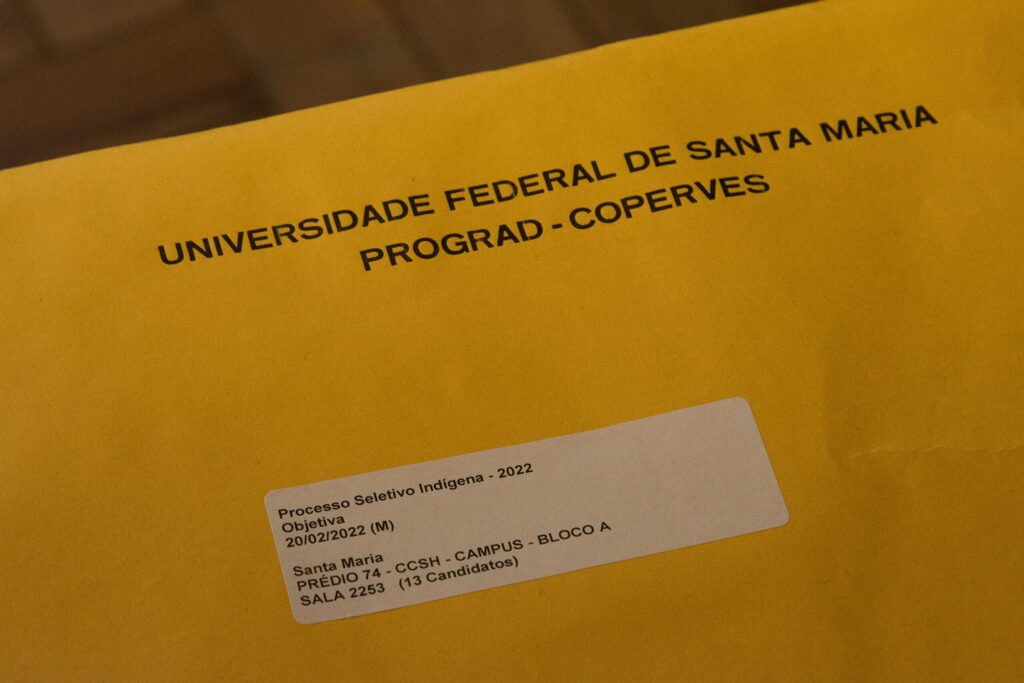 UNIVERSIDADE FEDERAL DE SANTA MARIA
PROGRAD - COPERVES
Processo Seletivo Indígena - 2022
Objetiva
20/02/2022 (M)
Santa Maria
PRÉDIO 74 - CCSH - CAMPUS - BLOCO A
SALA 2253 (13 Candidatos)